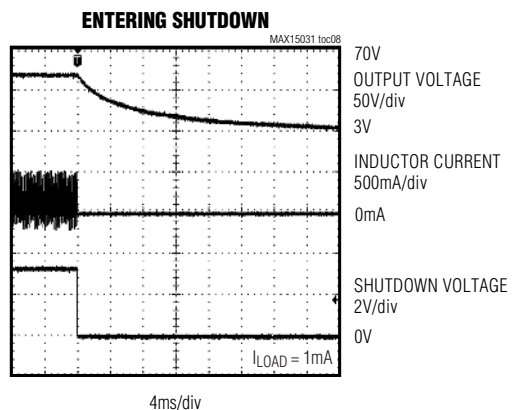 ENTERING SHUTDOWN
MAX15031 toc08
70V
OUTPUT VOLTAGE
50V/div
3V
INDUCTOR CURRENT
500mA/div
0mA
SHUTDOWN VOLTAGE
2V/div
0V
ILOAD = 1mA
4ms/div